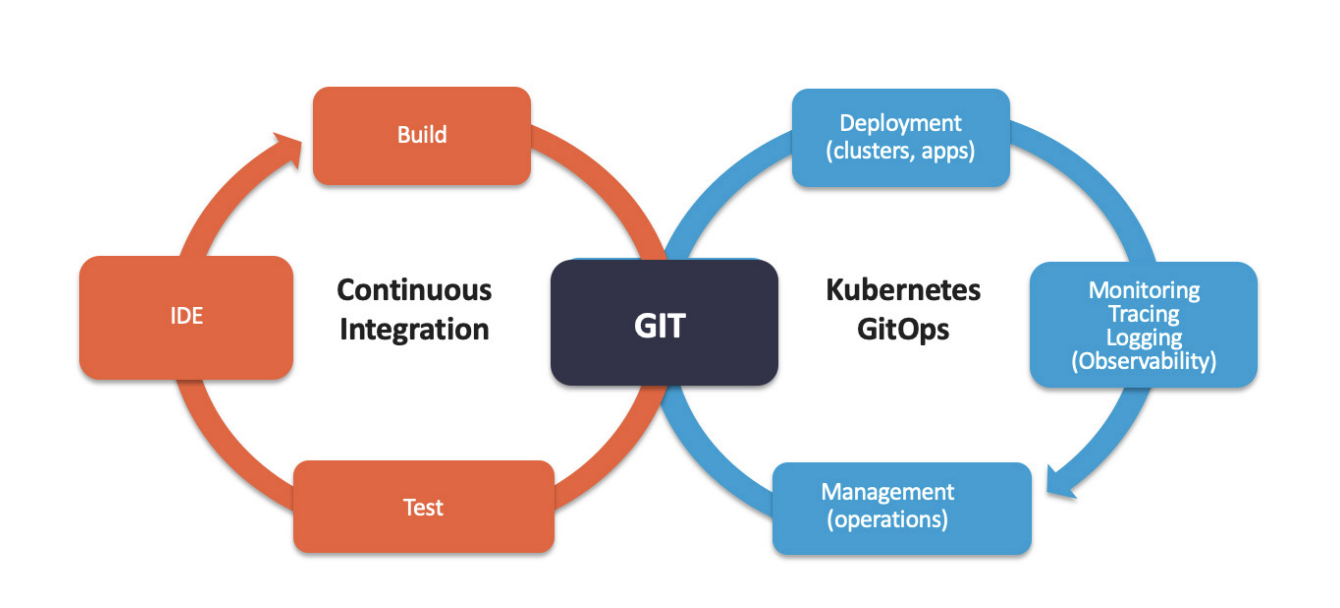 Build
IDE
Continuous
Integration
Test
GIT
Deployment
(clusters, apps)
Kubernetes
GitOps
Monitoring
Tracing
Logging
(Observability)
Management
(operations)